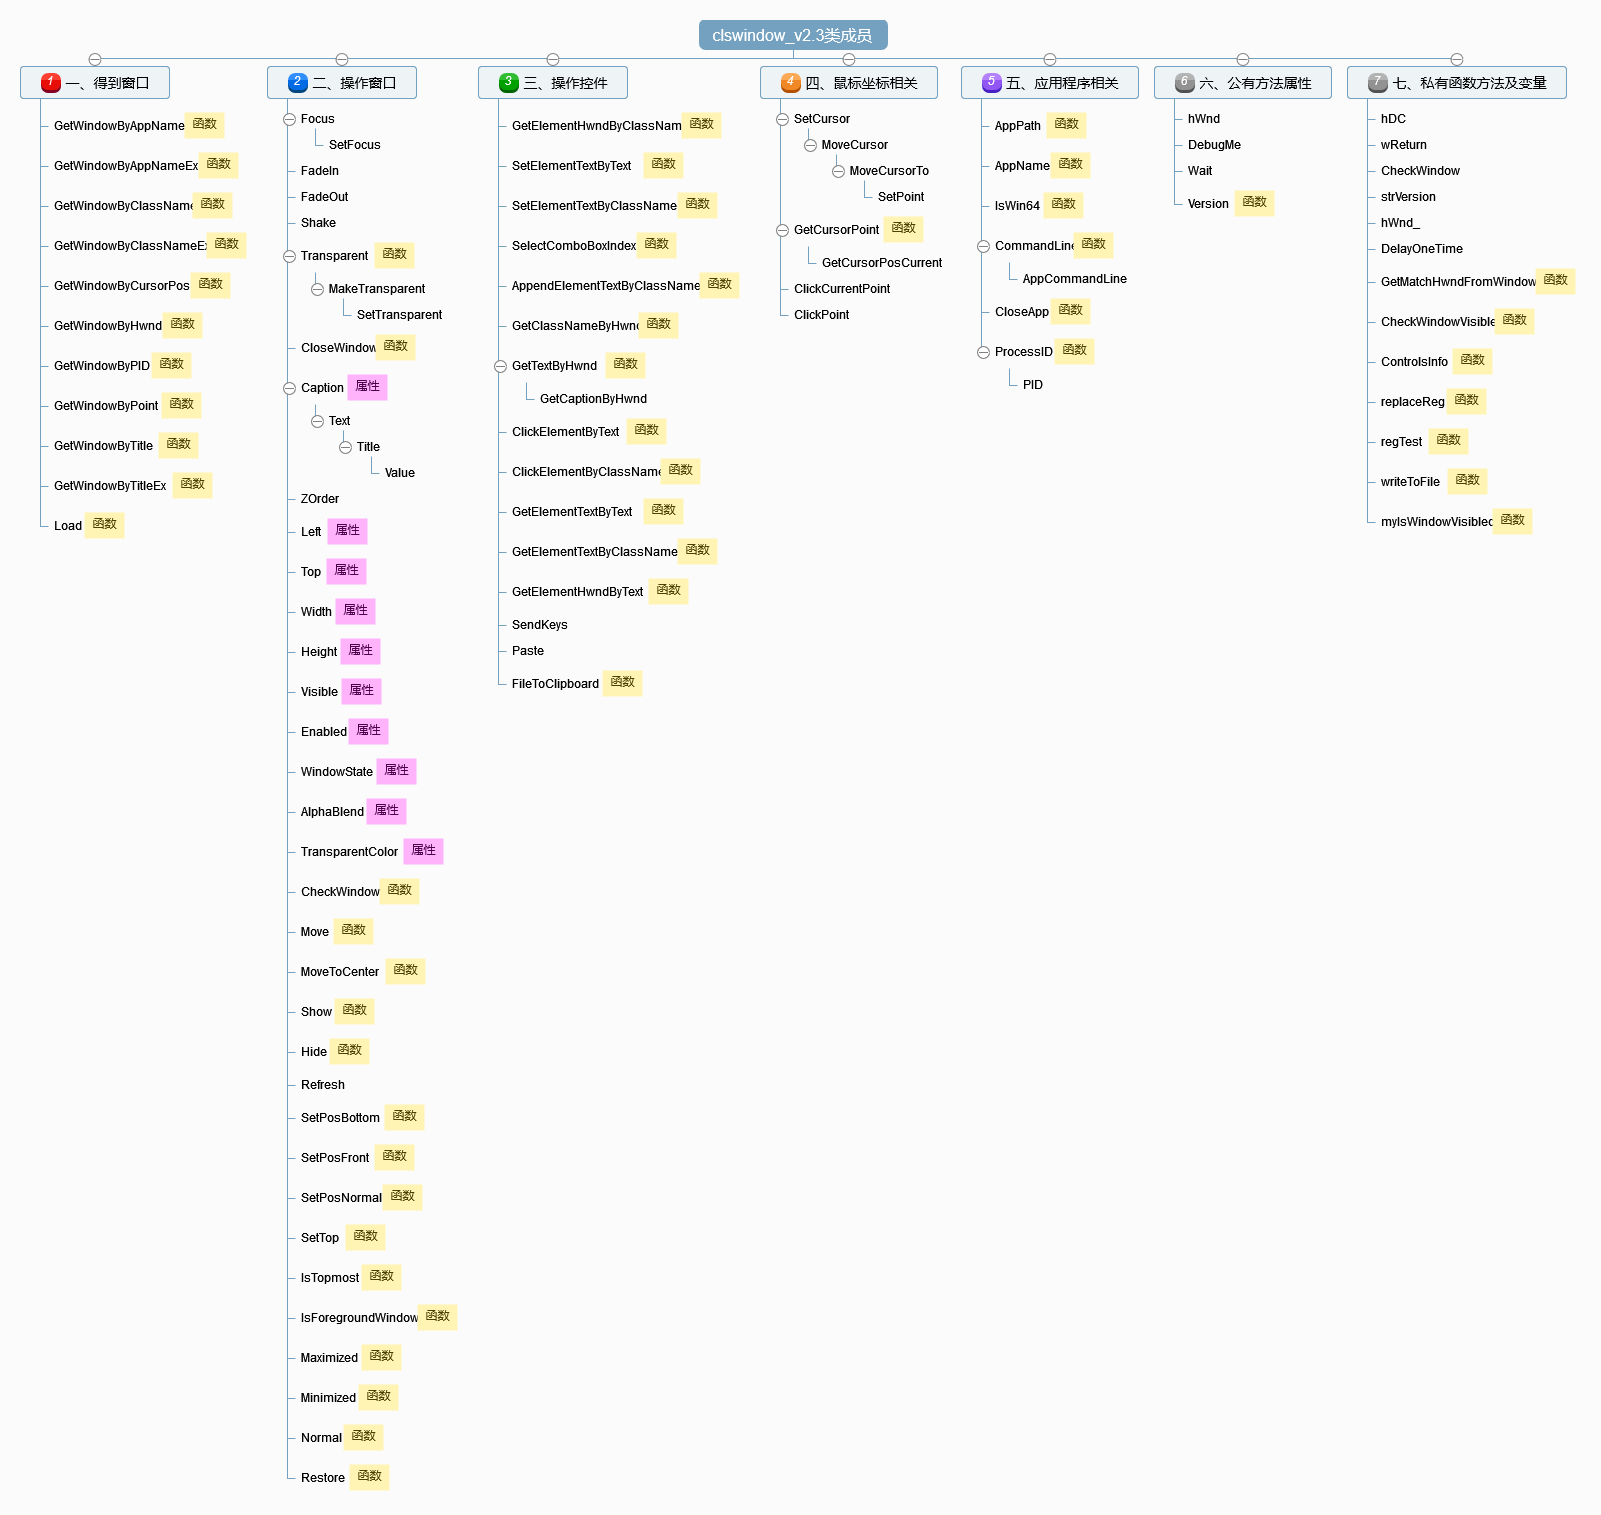 clswindow_v2.3类成员
1 一、得到窗口
GetWindowByAppName 函数
GetWindowByAppNameEx 函数
GetWindowByClassName 函数
GetWindowByClassNameEx 函数
GetWindowByCursorPos 函数
GetWindowByHwnd 函数
GetWindowByPID 函数
GetWindowByPoint 函数
GetWindowByTitle 函数
GetWindowByTitleEx 函数
Load 函数
2 二、操作窗口
Focus
SetFocus
FadeIn
FadeOut
Shake
Transparent 函数
MakeTransparent
SetTransparent
CloseWindow 函数
Caption 属性
Text
Title
Value
ZOrder
Left 属性
Top 属性
Width 属性
Height 属性
Visible 属性
Enabled 属性
WindowState 属性
AlphaBlend 属性
TransparentColor 属性
CheckWindow 函数
Move 函数
MoveToCenter 函数
Show 函数
Hide 函数
Refresh
SetPosBottom 函数
SetPosFront 函数
SetPosNormal 函数
SetTop 函数
IsTopmost 函数
IsForegroundWindow 函数
Maximized 函数
Minimized 函数
Normal 函数
Restore 函数
3 三、操作控件
GetElementHwndByClassNam 函数
SetElementTextByText 函数
SetElementTextByClassName 函数
SelectComboBoxIndex 函数
AppendElementTextByClassName 函数
GetClassNameByHwnd 函数
GetTextByHwnd 函数
GetCaptionByHwnd
ClickElementByText 函数
ClickElementByClassName 函数
GetElementTextByText 函数
GetElementTextByClassName 函数
GetElementHwndByText 函数
SendKeys
Paste
FileToClipboard 函数
4 四、鼠标坐标相关
SetCursor
MoveCursor
MoveCursorTo
SetPoint
GetCursorPoint 函数
GetCursorPosCurrent
ClickCurrentPoint
ClickPoint
5 五、应用程序相关
AppPath 函数
AppName 函数
IsWin64 函数
CommandLine 函数
AppCommandLine
CloseApp 函数
ProcessID 函数
PID
6 六、公有方法属性
hWnd
DebugMe
Wait
Version 函数
7 七、私有函数方法及变量
hDC
wReturn
CheckWindow
strVersion
hWnd_
DelayOneTime
GetMatchHwndFromWindow 函数
CheckWindowVisible 函数
ControlsInfo 函数
replaceReg 函数
regTest 函数
writeToFile 函数
myIsWindowVisibled 函数